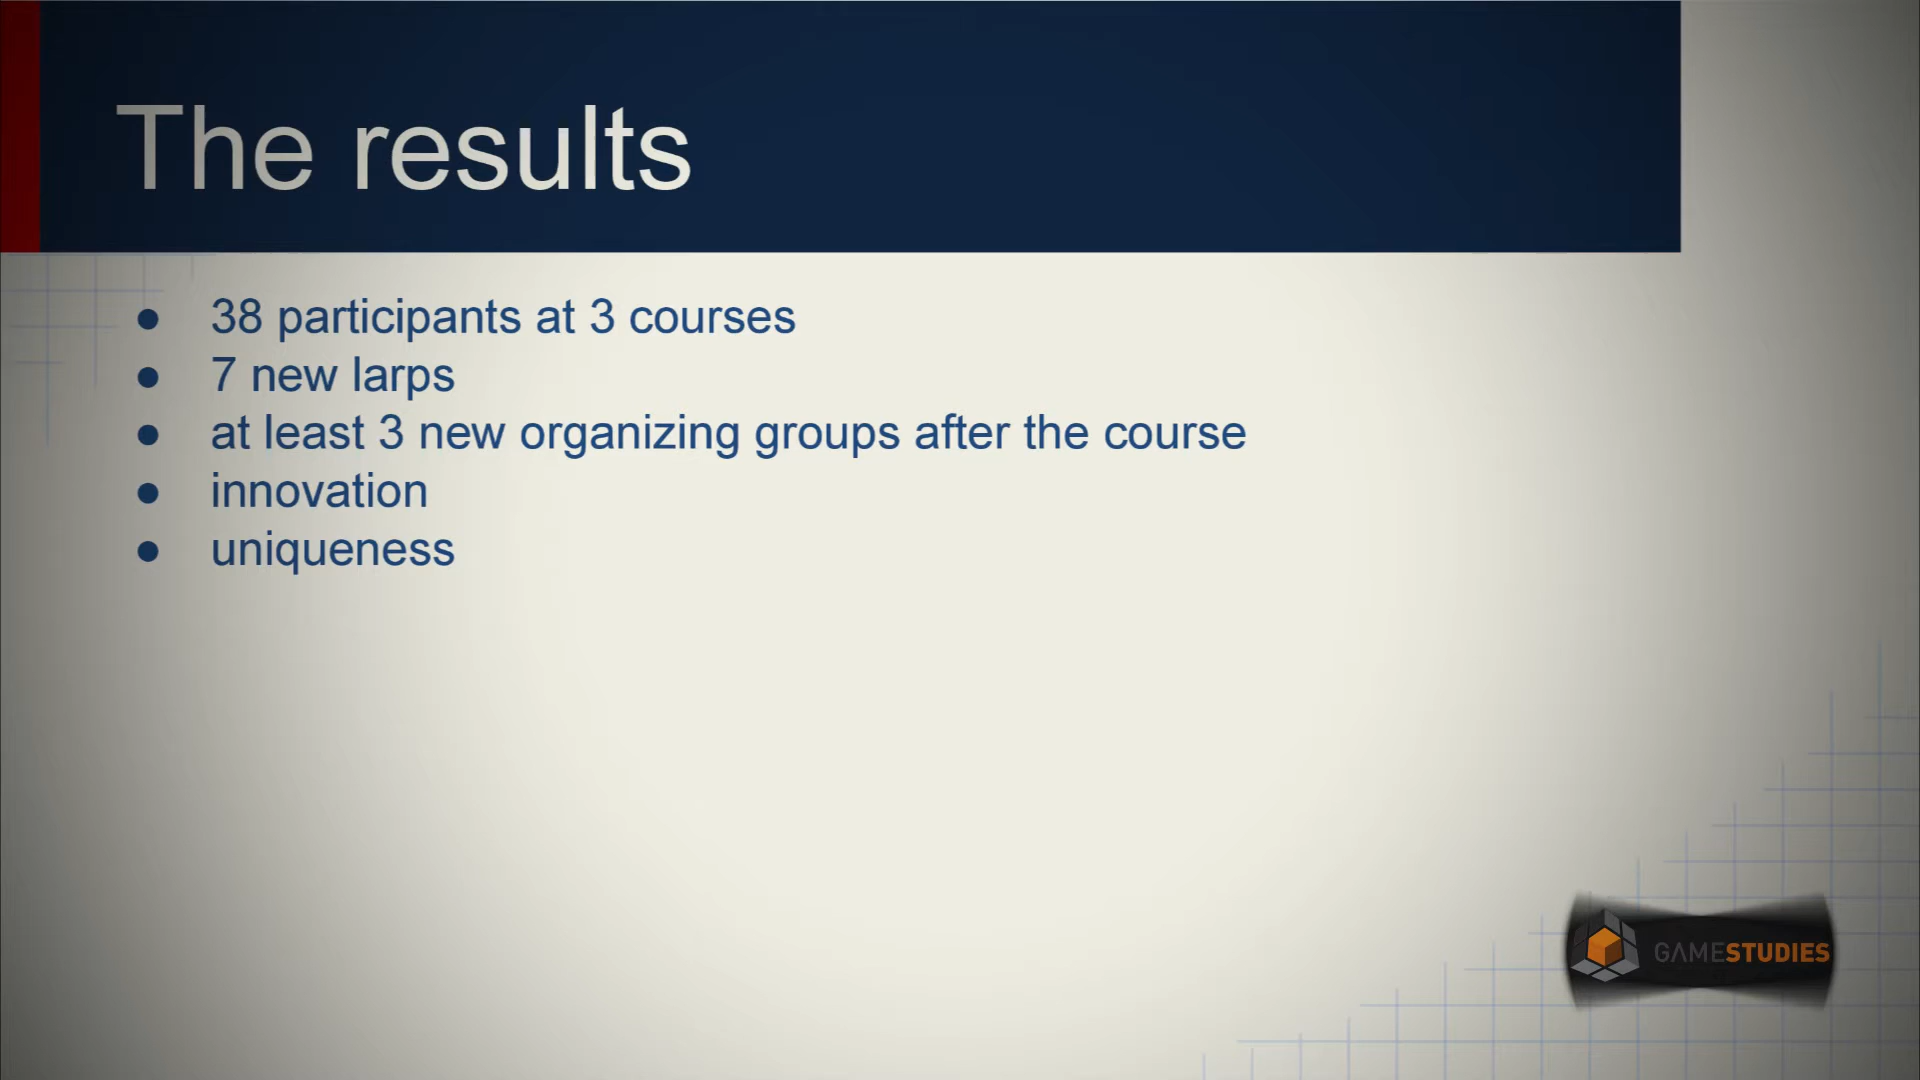 The results
38 participants at 3 courses
7 new larps
at least 3 new organizing groups after the course
innovation
uniqueness
GAMESTUDIES